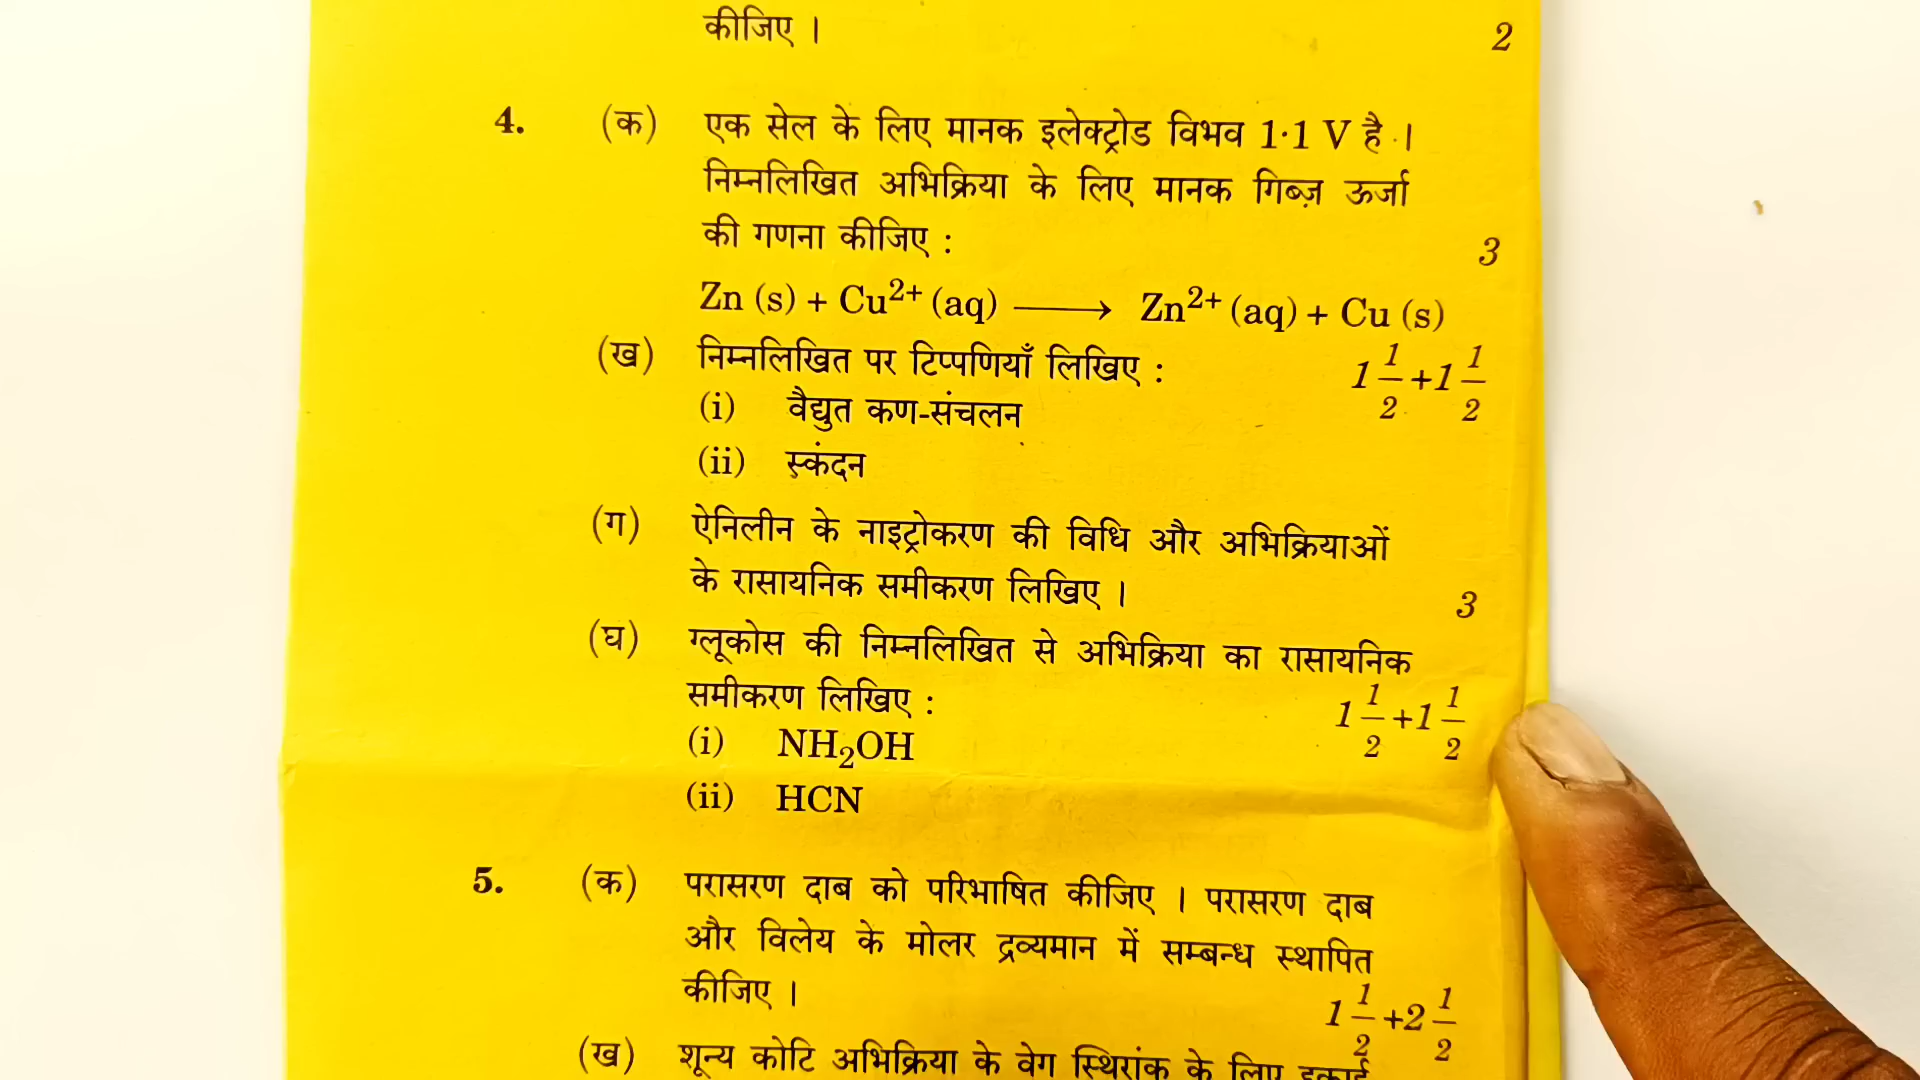 कीजिए । 2
4. (क) एक सेल के लिए मानक इलेक्ट्रोड विभव 1·1 V है ।
निम्नलिखित अभिक्रिया के लिए मानक गिब्ज़ ऊर्जा
की गणना कीजिए : 3
Zn (s) + Cu²⁺ (aq) ⟶ Zn²⁺ (aq) + Cu (s)
(ख) निम्नलिखित पर टिप्पणियाँ लिखिए : 1 1/2 + 1 1/2
(i) वैद्युत कण-संचलन
(ii) स्कंदन
(ग) ऐनिलीन के नाइट्रोकरण की विधि और अभिक्रियाओं
के रासायनिक समीकरण लिखिए । 3
(घ) ग्लूकोस की निम्नलिखित से अभिक्रिया का रासायनिक
समीकरण लिखिए : 1 1/2 + 1 1/2
(i) NH₂OH
(ii) HCN
5. (क) परासरण दाब को परिभाषित कीजिए । परासरण दाब
और विलेय के मोलर द्रव्यमान में सम्बन्ध स्थापित
कीजिए । 1 1/2 + 2 1/2
(ख) शून्य कोटि अभिक्रिया के वेग स्थिरांक के लिए इकाई